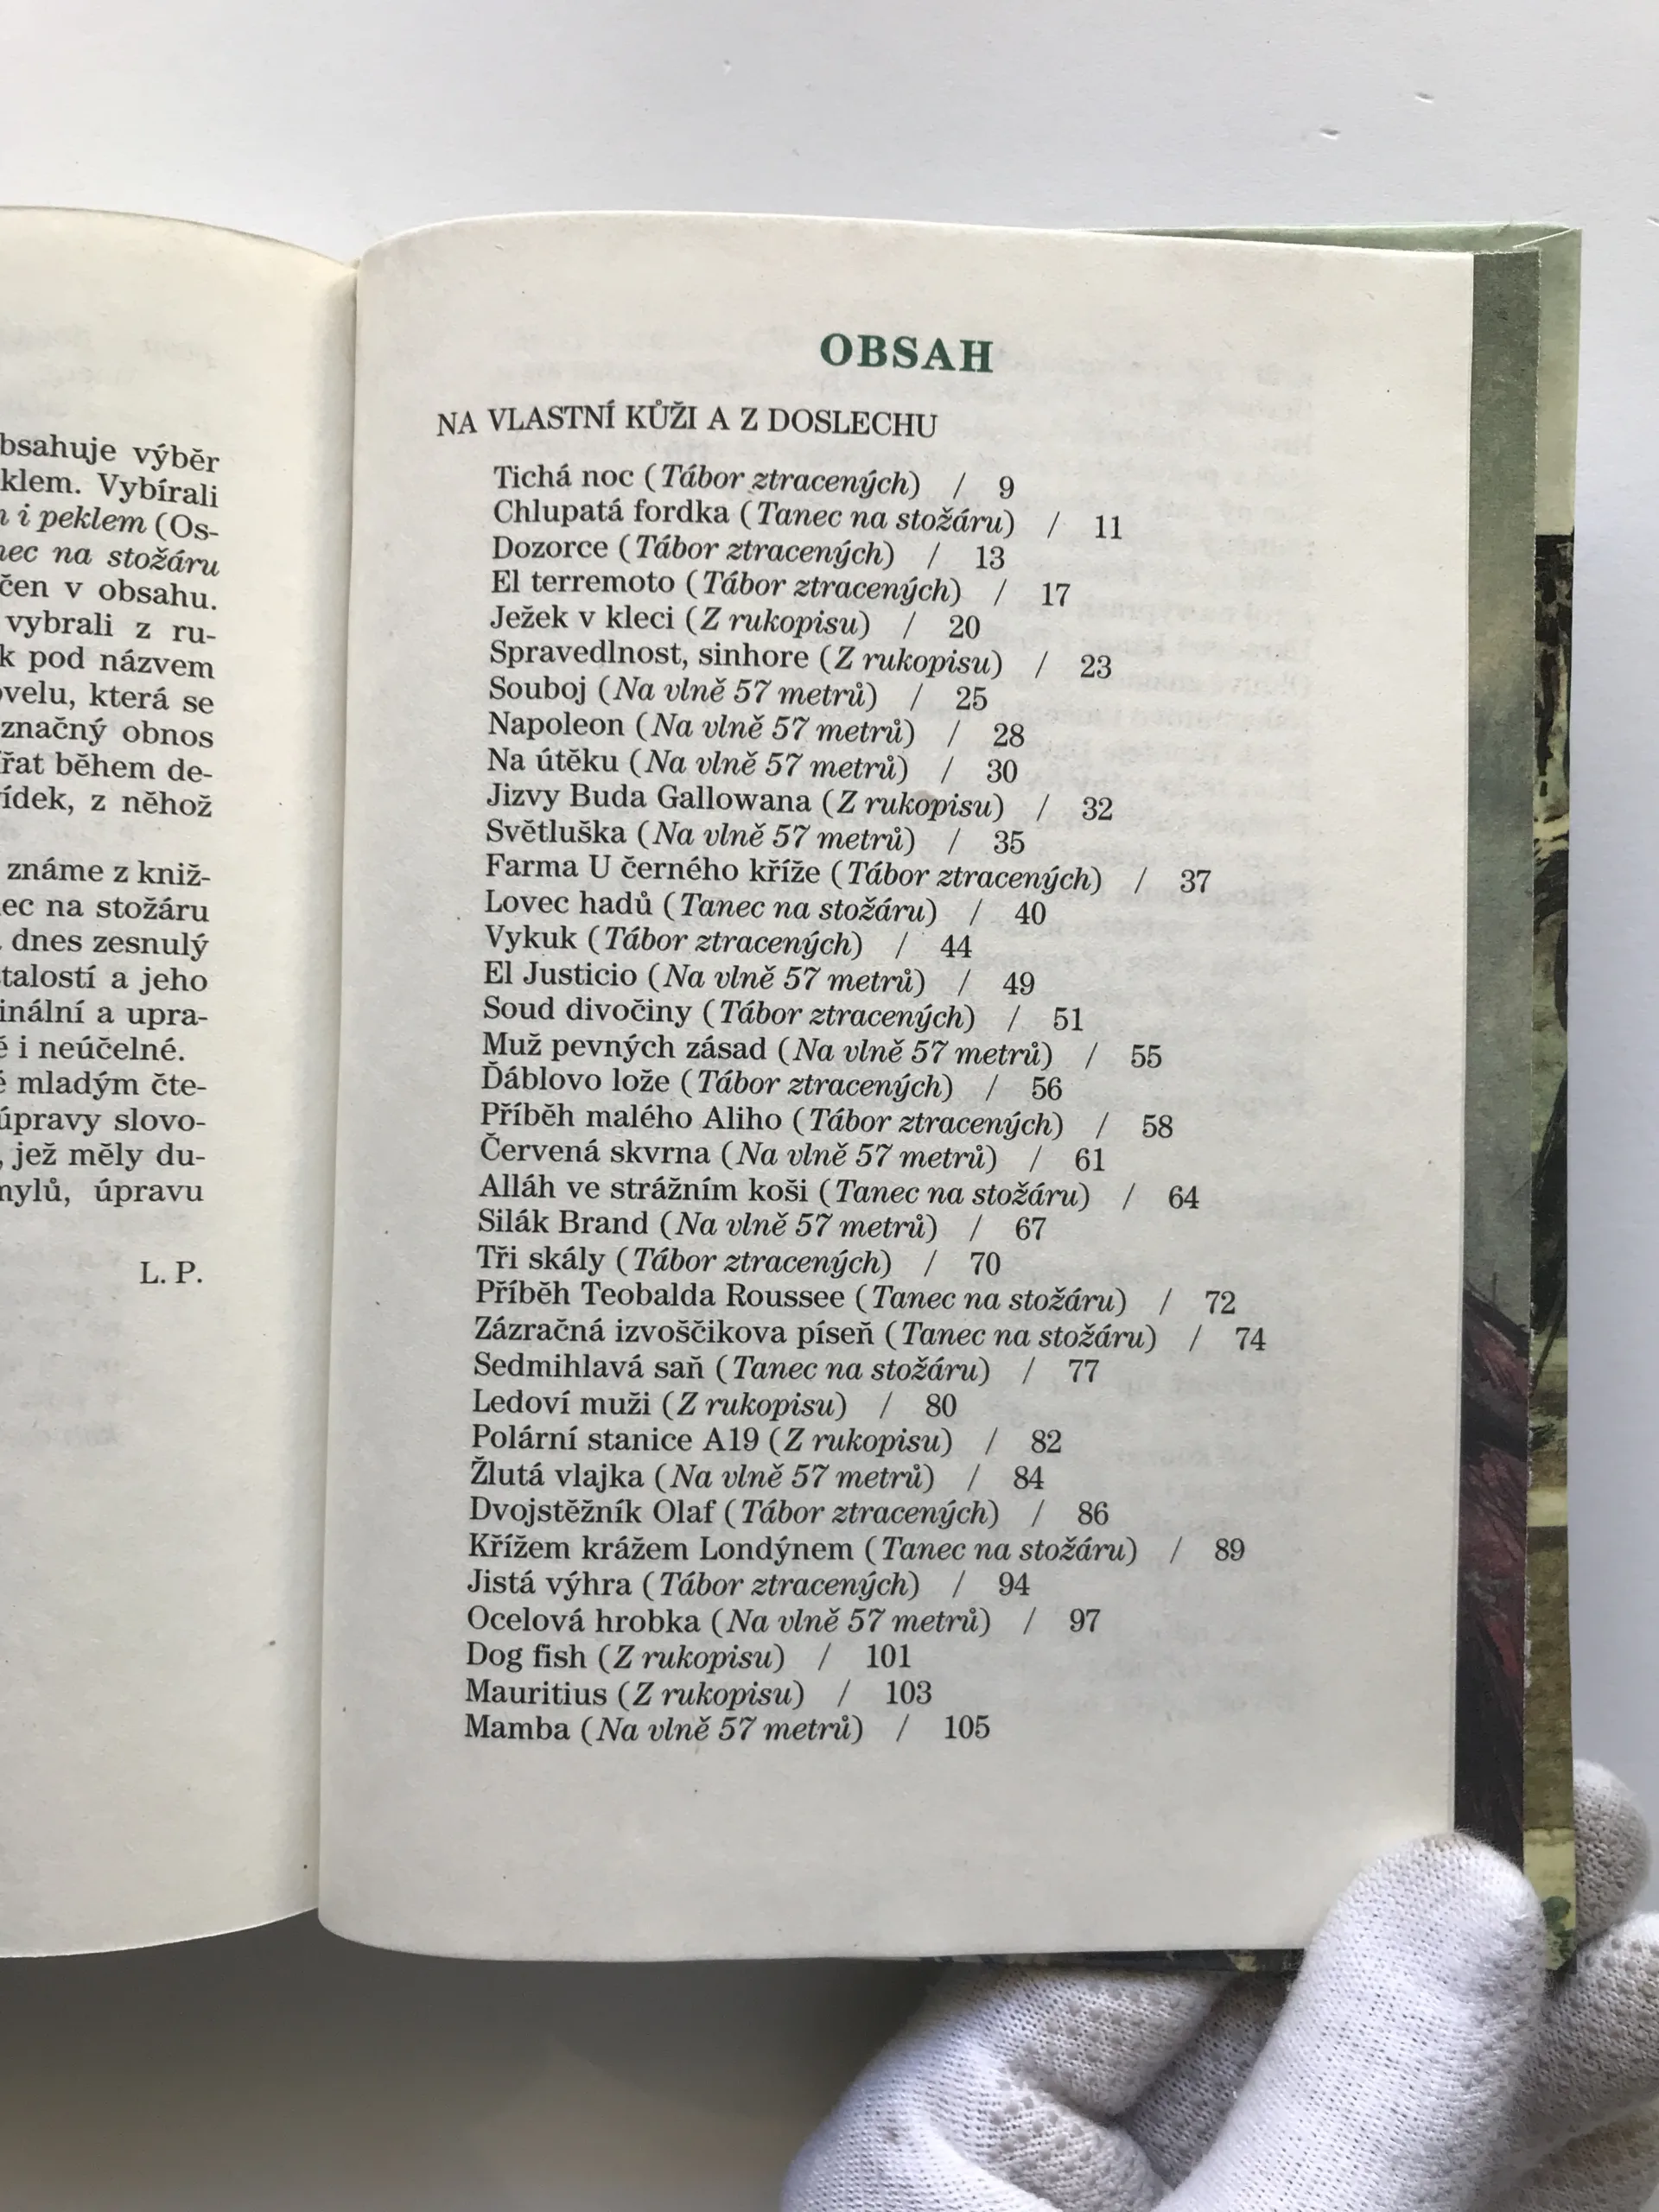 bsahuje výběr
klem. Vybírali
i peklem (Os-
nec na stožáru
čen v obsahu.
vybrali z ru-
k pod názvem
ovelu, která se
značný obnos
řat během de-
ídek, z něhož
známe z kniž-
ec na stožáru
dnes zesnulý
talostí a jeho
inální a upra-
é i neúčelné.
é mladým čte-
úpravy slovo-
, jež měly du-
mylů, úpravu
L. P.
OBSAH
NA VLASTNÍ KŮŽI A Z DOSLECHU
Tichá noc (Tábor ztracených) / 9
Chlupatá fordka (Tanec na stožáru) / 11
Dozorce (Tábor ztracených) / 13
El terremoto (Tábor ztracených) / 17
Ježek v kleci (Z rukopisu) / 20
Spravedlnost, sinhore (Z rukopisu) / 23
Souboj (Na vlně 57 metrů) / 25
Napoleon (Na vlně 57 metrů) / 28
Na útěku (Na vlně 57 metrů) / 30
Jizvy Buda Gallowana (Z rukopisu) / 32
Světluška (Na vlně 57 metrů) / 35
Farma U černého kříže (Tábor ztracených) / 37
Lovec hadů (Tanec na stožáru) / 40
Vykuk (Tábor ztracených) / 44
El Justicio (Na vlně 57 metrů) / 49
Soud divočiny (Tábor ztracených) / 51
Muž pevných zásad (Na vlně 57 metrů) / 55
Ďáblovo lože (Tábor ztracených) / 56
Příběh malého Aliho (Tábor ztracených) / 58
Červená skvrna (Na vlně 57 metrů) / 61
Alláh ve strážním koši (Tanec na stožáru) / 64
Silák Brand (Na vlně 57 metrů) / 67
Tři skály (Tábor ztracených) / 70
Příběh Teobalda Roussee (Tanec na stožáru) / 72
Zázračná izvoščikova píseň (Tanec na stožáru) / 74
Sedmihlavá saň (Tanec na stožáru) / 77
Ledoví muži (Z rukopisu) / 80
Polární stanice A19 (Z rukopisu) / 82
Žlutá vlajka (Na vlně 57 metrů) / 84
Dvojstěžník Olaf (Tábor ztracených) / 86
Křížem krážem Londýnem (Tanec na stožáru) / 89
Jistá výhra (Tábor ztracených) / 94
Ocelová hrobka (Na vlně 57 metrů) / 97
Dog fish (Z rukopisu) / 101
Mauritius (Z rukopisu) / 103
Mamba (Na vlně 57 metrů) / 105